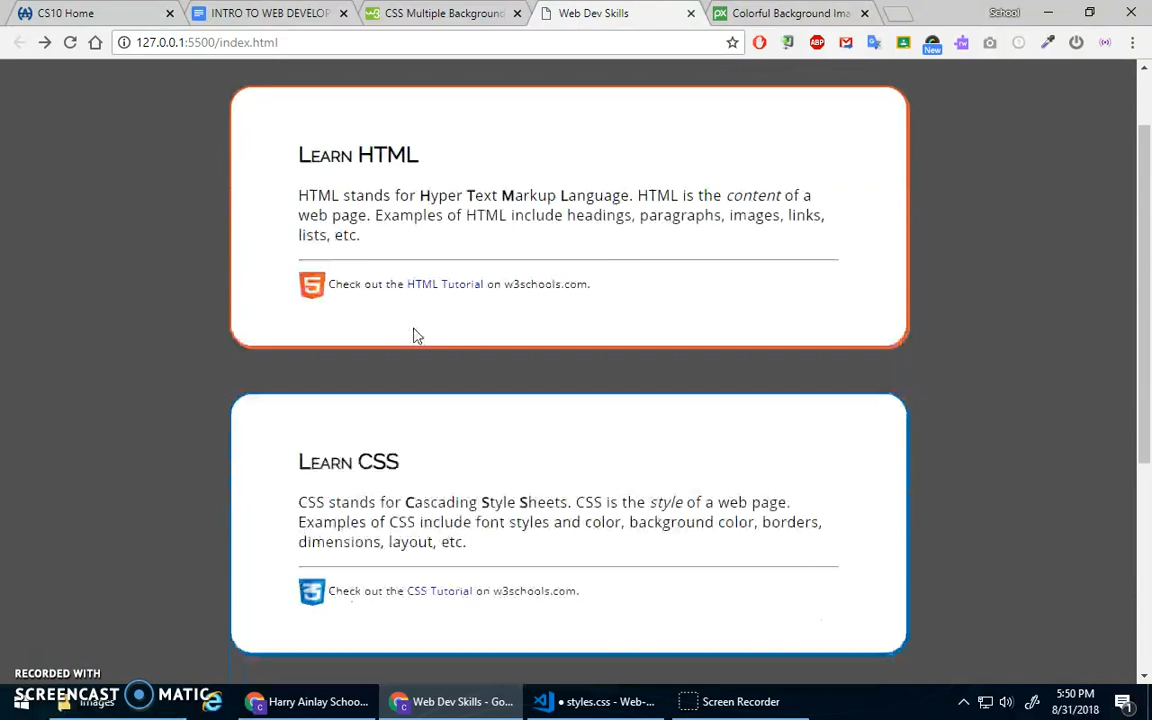 CS10 Home
INTRO TO WEB DEVELOP
CSS Multiple Background
Web Dev Skills
Colorful Background Ima
School
127.0.0.1:5500/index.html
ABP
New
Learn HTML
HTML stands for Hyper Text Markup Language. HTML is the content of a
web page. Examples of HTML include headings, paragraphs, images, links,
lists, etc.
Check out the HTML Tutorial on w3schools.com.
Learn CSS
CSS stands for Cascading Style Sheets. CSS is the style of a web page.
Examples of CSS include font styles and color, background color, borders,
dimensions, layout, etc.
Check out the CSS Tutorial on w3schools.com.
RECORDED WITH
SCREENCAST MATIC
Images
Harry Ainlay Schoo...
Web Dev Skills - Go...
● styles.css - Web-...
Screen Recorder
5:50 PM
8/31/2018